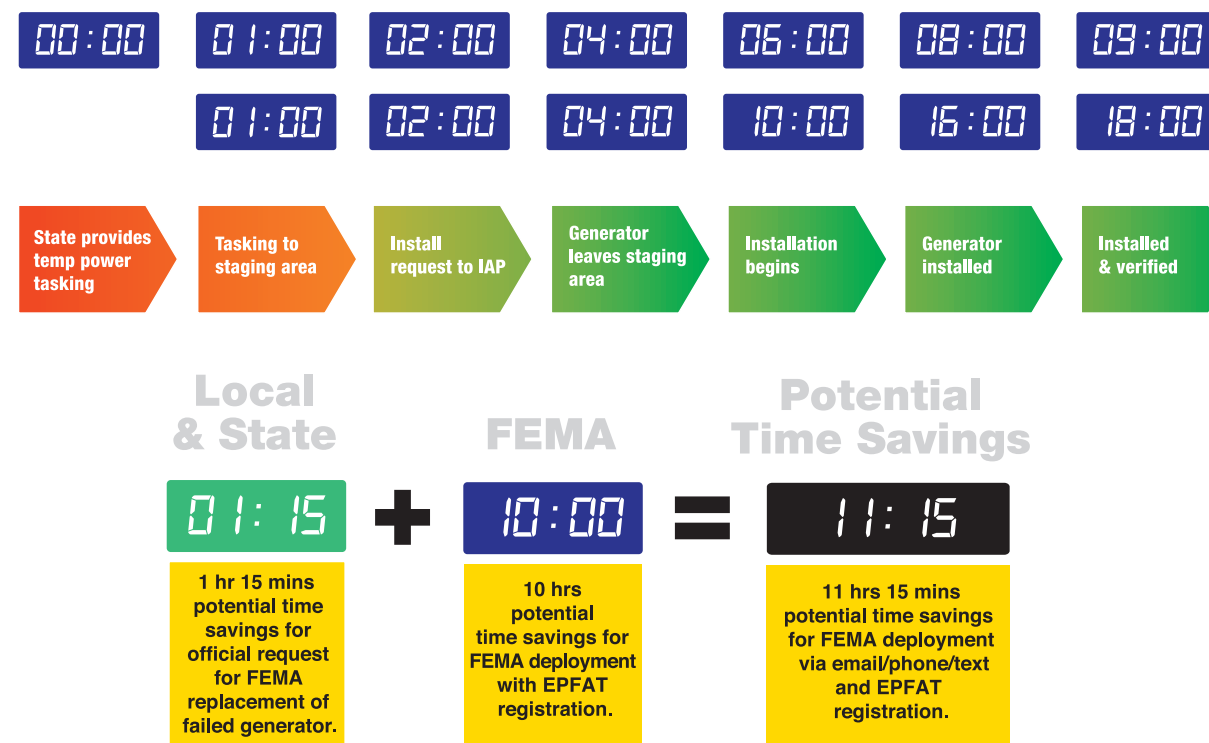 00:00 01:00 02:00 04:00 06:00 08:00 09:00
01:00 02:00 04:00 10:00 16:00 18:00
State provides
temp power
tasking
Tasking to
staging area
Install
request to IAP
Generator
leaves staging
area
Installation
begins
Generator
installed
Installed
& verified
Local
& State
FEMA
Potential
Time Savings
01:15 + 10:00 = 11:15
1 hr 15 mins
potential time
savings for
official request
for FEMA
replacement of
failed generator.
10 hrs
potential
time savings for
FEMA deployment
with EPFAT
registration.
11 hrs 15 mins
potential time savings
for FEMA deployment
via email/phone/text
and EPFAT
registration.